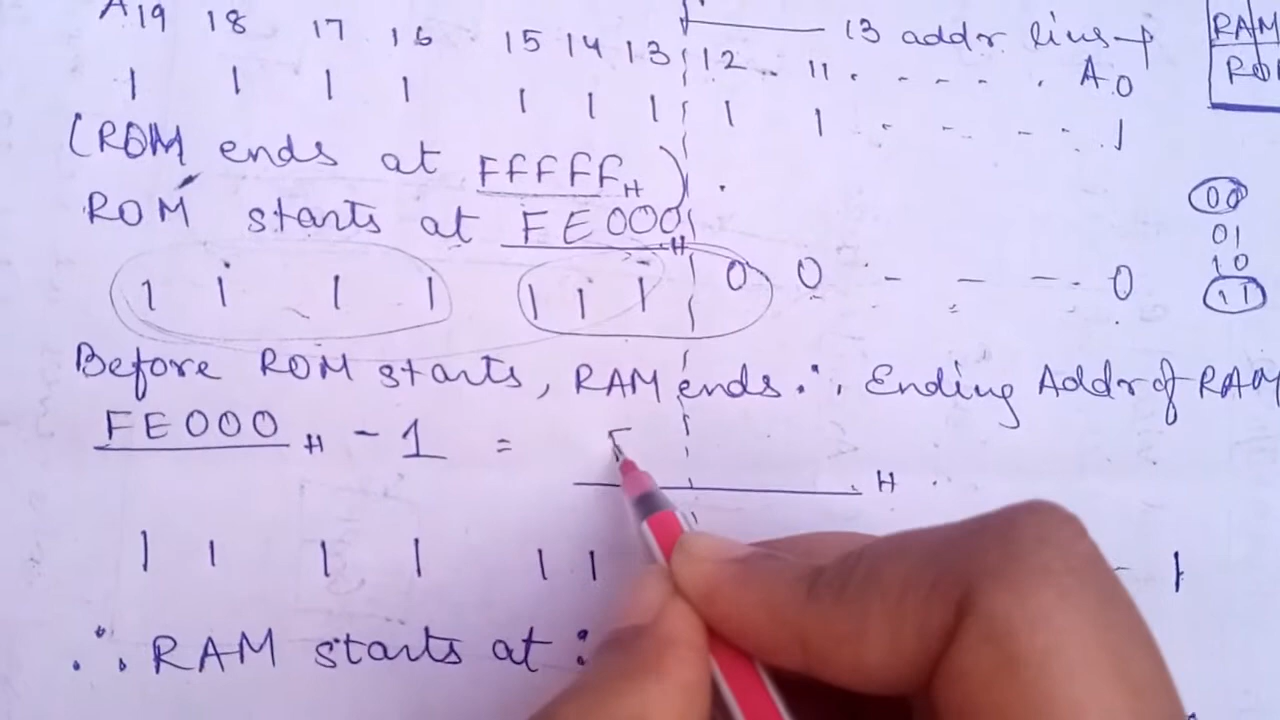 A19 18 17 16 15 14 13 12 .. 11 . - - - . A0
13 addr lines
RAM
1 1 1 1 1 1 1 1 1 - - - . 1
(ROM ends at FFFFFH) .
ROM starts at FE000H
00
01
10
11
1 1 1 1 1 1 1 0 0 - - - . 0
Before ROM starts, RAM ends ∴ Ending Addr of RAM
FE000H - 1 = F H .
1 1 1 1 1 1 - 1
∴ RAM starts at :